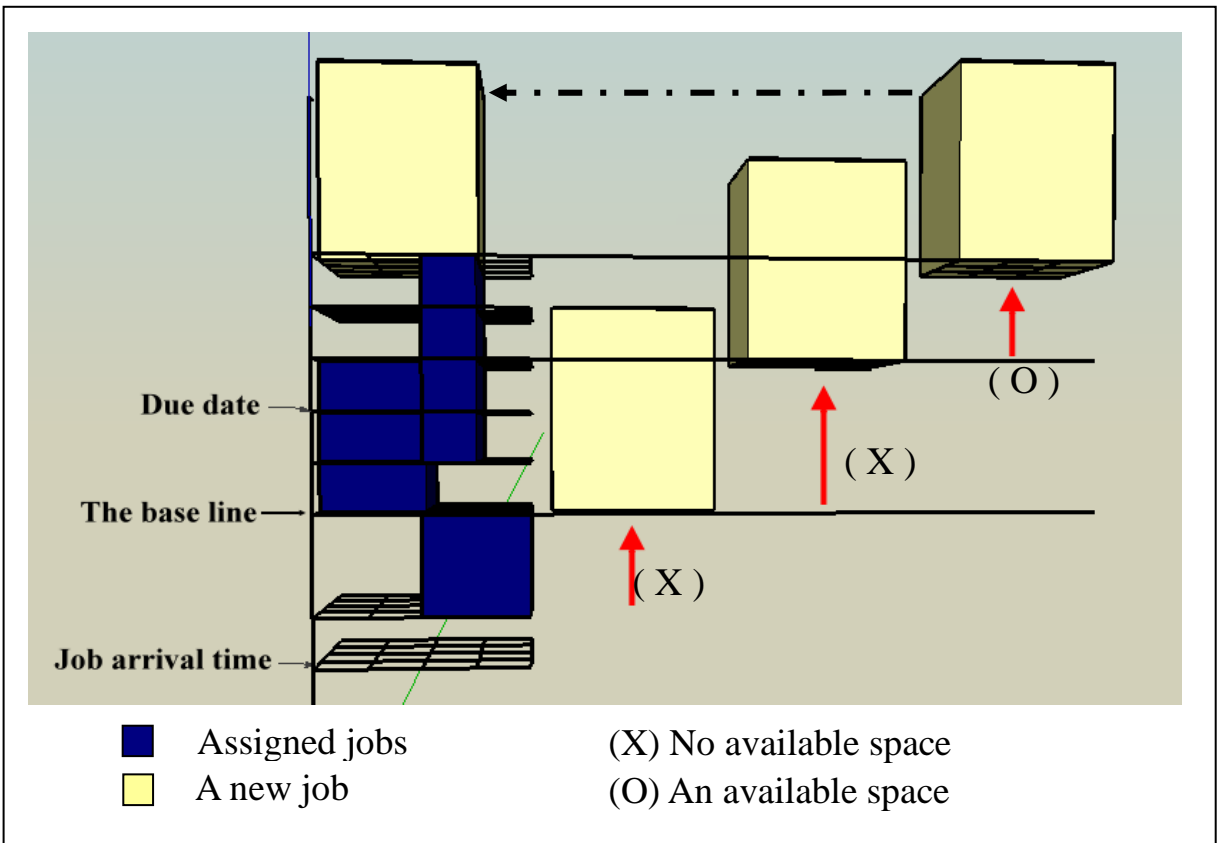 ( O )
Due date
( X )
The base line
( X )
Job arrival time
Assigned jobs
(X) No available space
A new job
(O) An available space